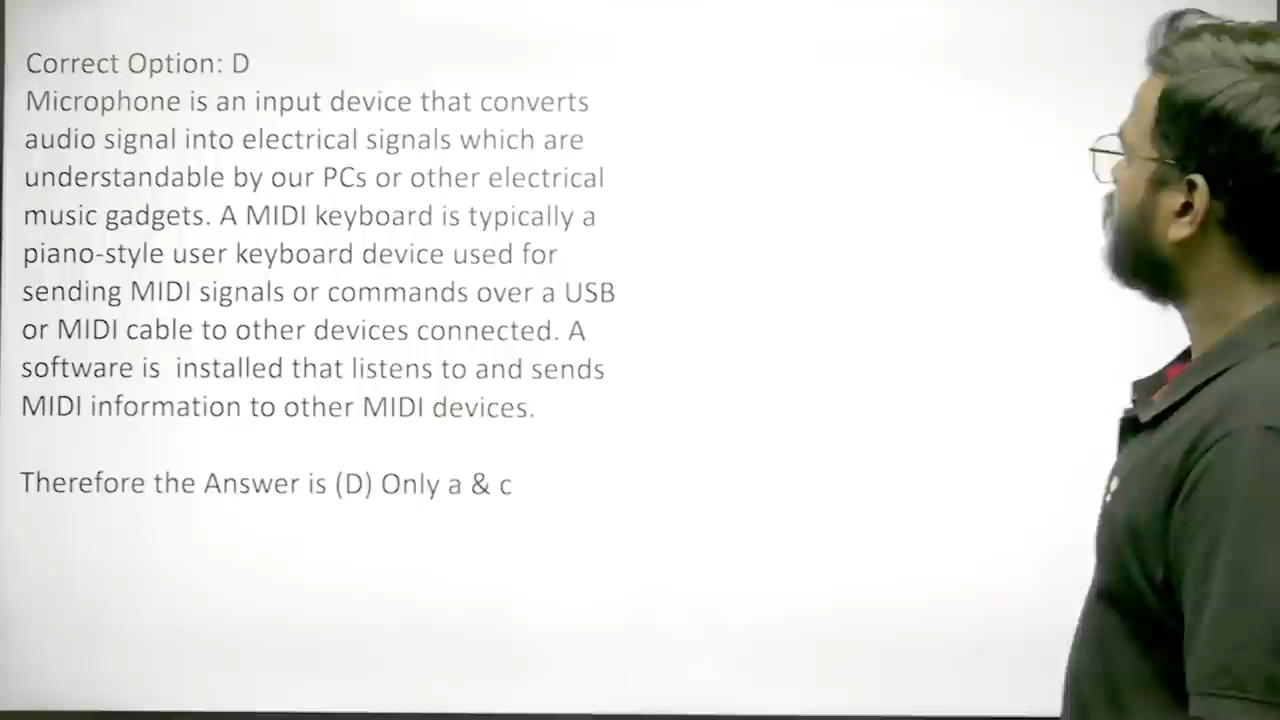 Correct Option: D
Microphone is an input device that converts
audio signal into electrical signals which are
understandable by our PCs or other electrical
music gadgets. A MIDI keyboard is typically a
piano-style user keyboard device used for
sending MIDI signals or commands over a USB
or MIDI cable to other devices connected. A
software is  installed that listens to and sends
MIDI information to other MIDI devices.
Therefore the Answer is (D) Only a & c